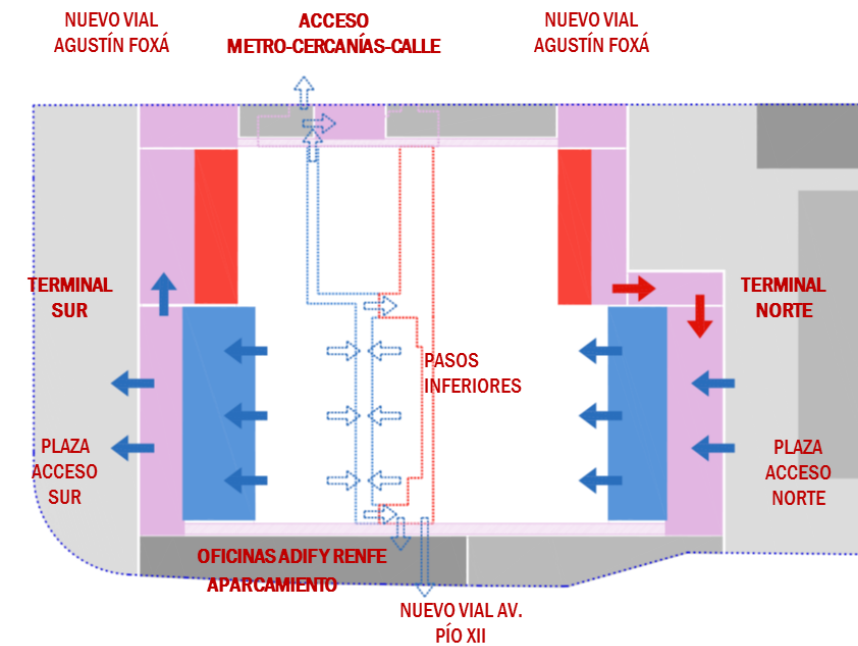 NUEVO VIAL
AGUSTÍN FOXÁ
ACCESO
METRO-CERCANÍAS-CALLE
NUEVO VIAL
AGUSTÍN FOXÁ
TERMINAL
SUR
TERMINAL
NORTE
PASOS
INFERIORES
PLAZA
ACCESO
SUR
PLAZA
ACCESO
NORTE
OFICINAS ADIF Y RENFE
APARCAMIENTO
NUEVO VIAL AV.
PÍO XII